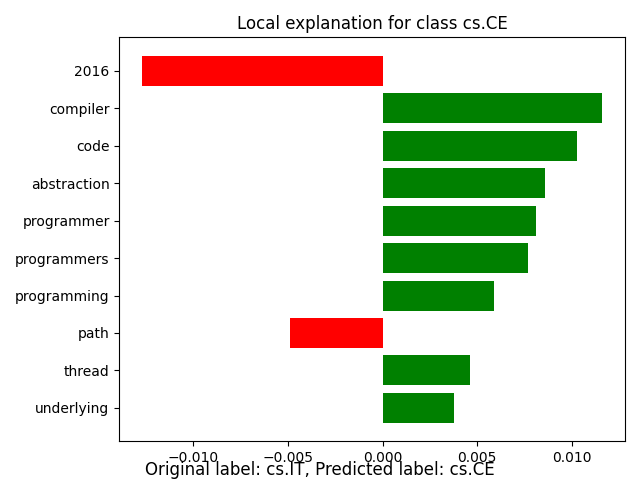 Local explanation for class cs.CE
2016
compiler
code
abstraction
programmer
programmers
programming
path
thread
underlying
−0.010 −0.005 0.000 0.005 0.010
Original label: cs.IT, Predicted label: cs.CE